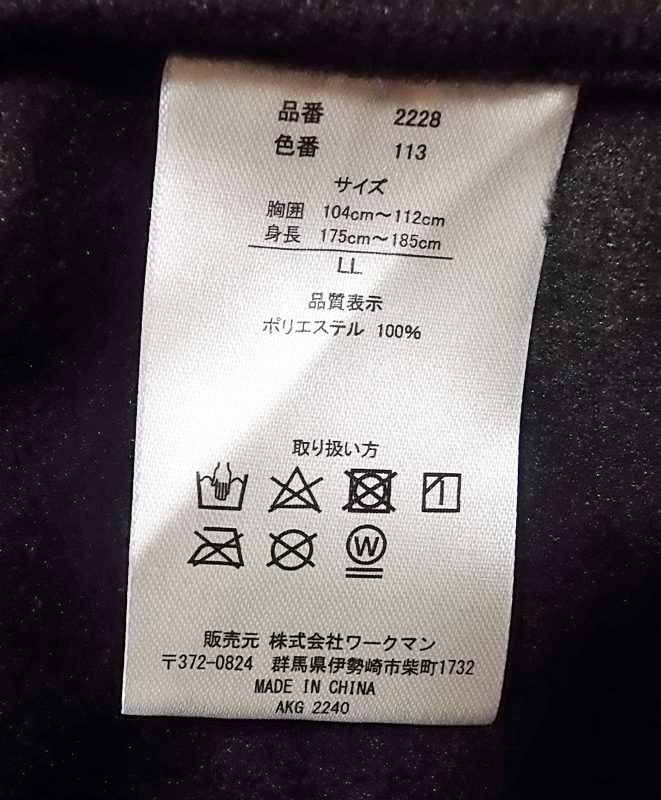 品番 2228
色番 113
サイズ
胸囲 104cm～112cm
身長 175cm～185cm
LL
品質表示
ポリエステル 100%
取り扱い方
W
販売元 株式会社ワークマン
〒372-0824 群馬県伊勢崎市柴町1732
MADE IN CHINA
AKG 2240